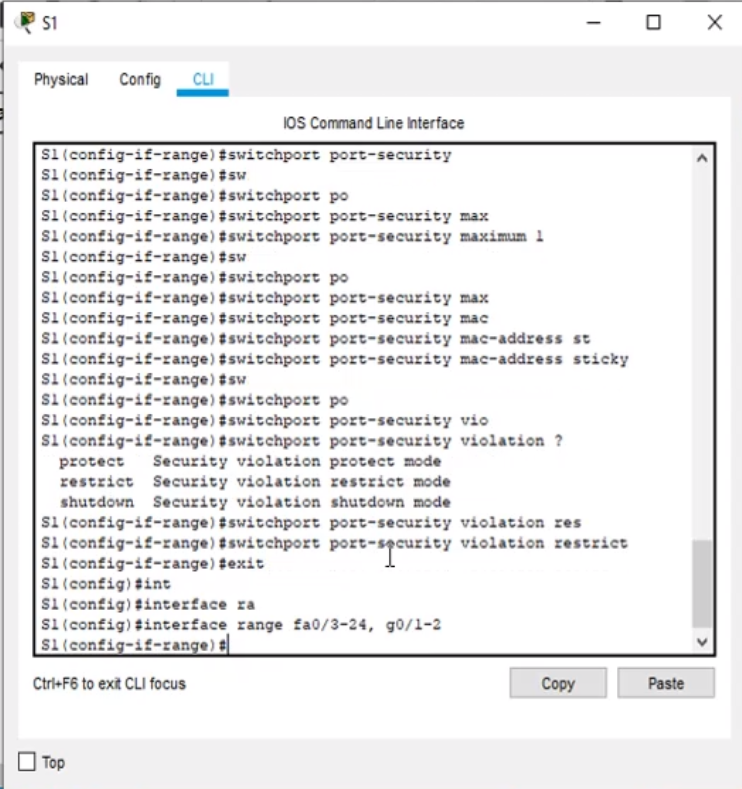 S1
Physical Config CLI
IOS Command Line Interface
S1(config-if-range)#switchport port-security
S1(config-if-range)#sw
S1(config-if-range)#switchport po
S1(config-if-range)#switchport port-security max
S1(config-if-range)#switchport port-security maximum 1
S1(config-if-range)#sw
S1(config-if-range)#switchport po
S1(config-if-range)#switchport port-security max
S1(config-if-range)#switchport port-security mac
S1(config-if-range)#switchport port-security mac-address st
S1(config-if-range)#switchport port-security mac-address sticky
S1(config-if-range)#sw
S1(config-if-range)#switchport po
S1(config-if-range)#switchport port-security vio
S1(config-if-range)#switchport port-security violation ?
protect Security violation protect mode
restrict Security violation restrict mode
shutdown Security violation shutdown mode
S1(config-if-range)#switchport port-security violation res
S1(config-if-range)#switchport port-security violation restrict
S1(config-if-range)#exit
S1(config)#int
S1(config)#interface ra
S1(config)#interface range fa0/3-24, g0/1-2
S1(config-if-range)#
Ctrl+F6 to exit CLI focus
Copy Paste
Top